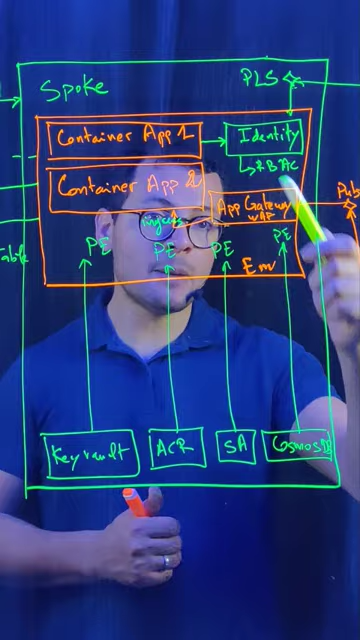 Spoke
PLS
Container App 1
Identity
RBAC
Container App 2
App Gateway
WAF
ingress
PE
PE
PE
PE
Env
Keyvault
ACR
SA
CosmosDB